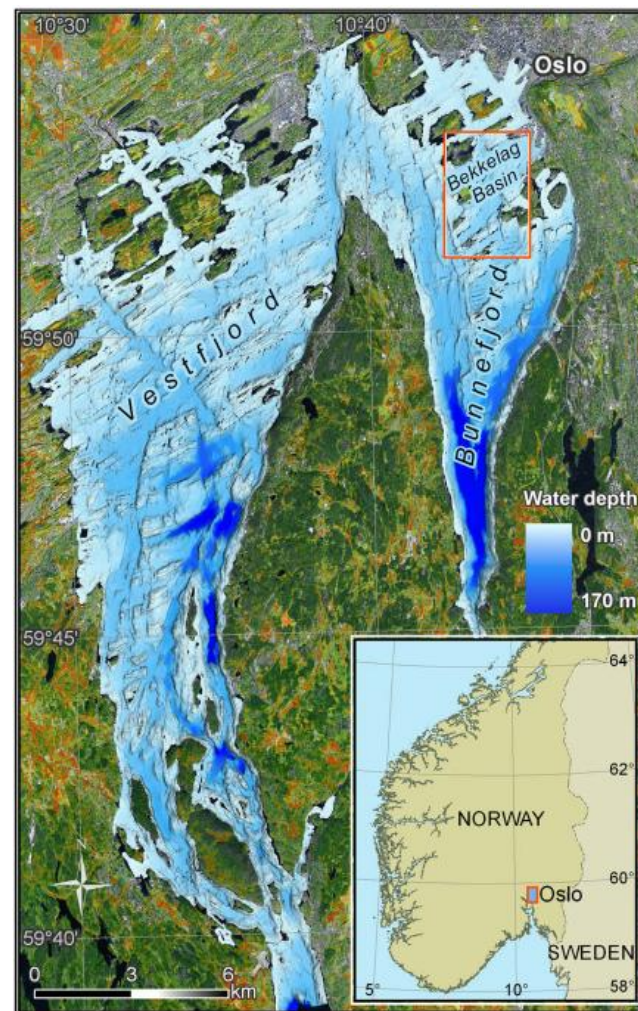 10°30'
10°40'
Oslo
Bekkelag
Basin
59°50'
Vestfjord
Bunnefjord
Water depth
0 m
170 m
59°45'
64°
62°
NORWAY
60°
Oslo
SWEDEN
58°
5°
10°
N
59°40'
0 3 6
km